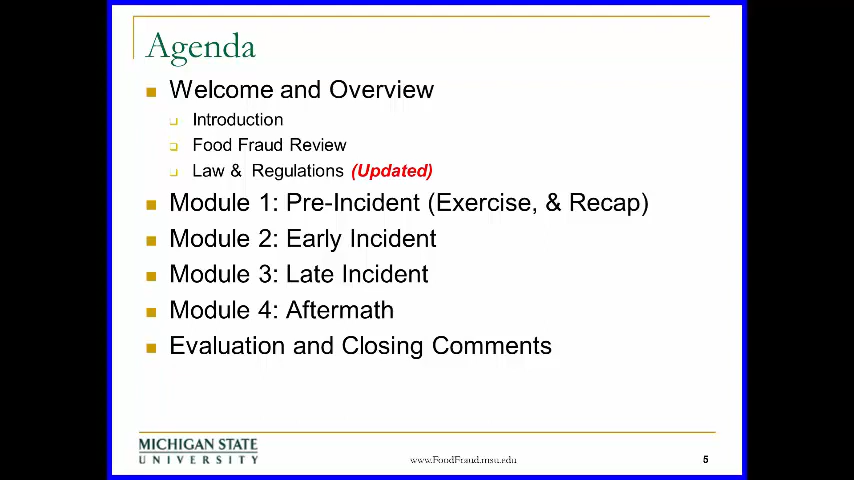 Agenda
Welcome and Overview
Introduction
Food Fraud Review
Law & Regulations (Updated)
Module 1: Pre-Incident (Exercise, & Recap)
Module 2: Early Incident
Module 3: Late Incident
Module 4: Aftermath
Evaluation and Closing Comments
MICHIGAN STATE
UNIVERSITY
www.FoodFraud.msu.edu
5